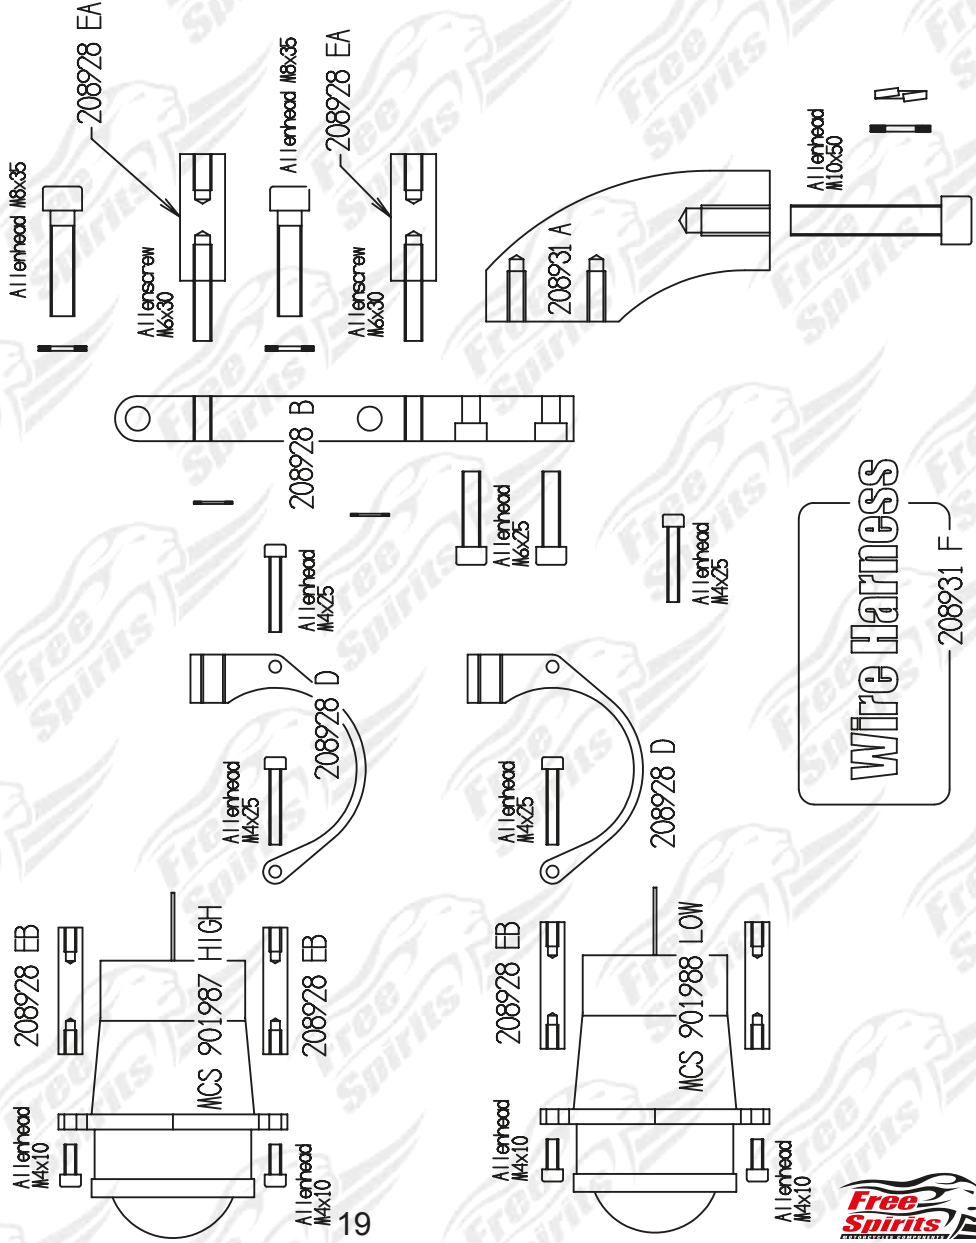 208928 EA
Allenhead M8x35
Allenscrew
M6x30
Allenhead M8x35
208928 EA
Allenscrew
M6x30
Allenhead
M10x50
208931 A
208928 B
Allenhead
M6x25
Allenhead
M4x25
Allenhead
M4x25
208928 D
Allenhead
M4x25
208928 D
Allenhead
M4x25
Wire Harness
208931 F
208928 EB
MCS 901987 HIGH
208928 EB
Allenhead
M4x10
Allenhead
M4x10
208928 EB
MCS 901988 LOW
Allenhead
M4x10
Allenhead
M4x10
19
Free
Spirits
MOTORCYCLES COMPONENTS